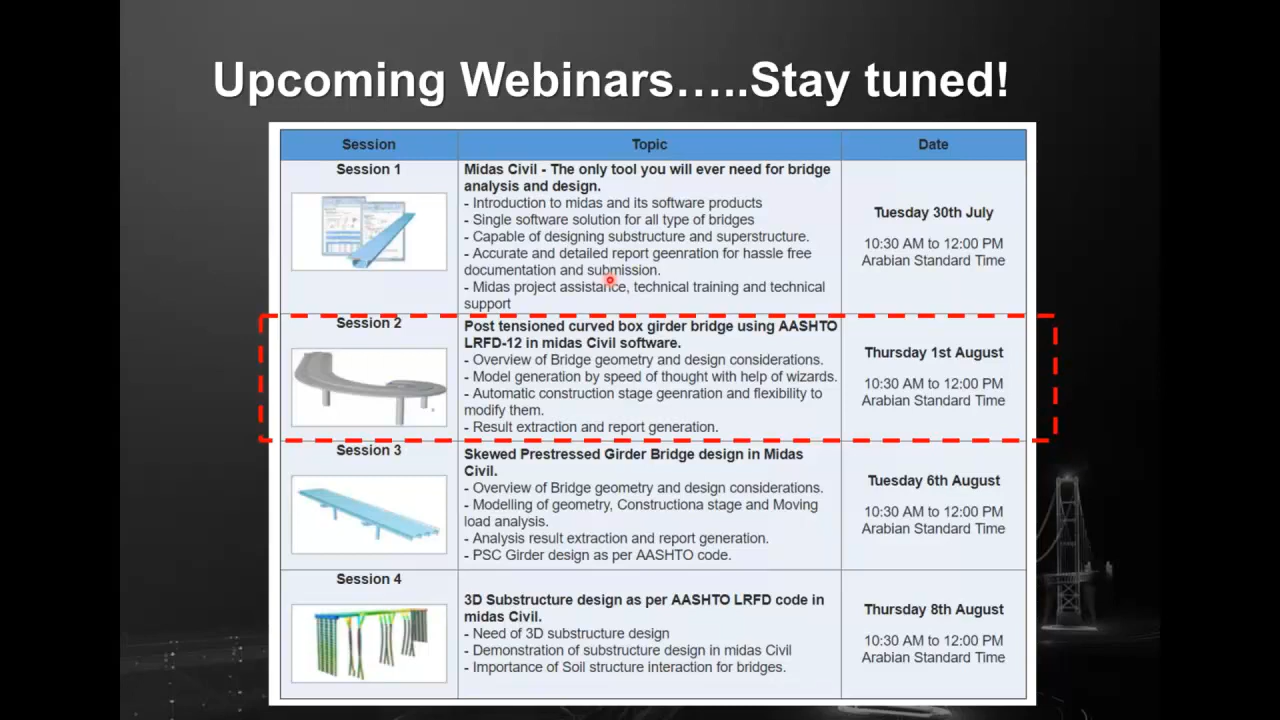 Upcoming Webinars…..Stay tuned!
Session
Topic
Date
Session 1
Midas Civil - The only tool you will ever need for bridge
analysis and design.
- Introduction to midas and its software products
- Single software solution for all type of bridges
- Capable of designing substructure and superstructure.
- Accurate and detailed report geenration for hassle free
documentation and submission.
- Midas project assistance, technical training and technical
support
Tuesday 30th July
10:30 AM to 12:00 PM
Arabian Standard Time
Session 2
Post tensioned curved box girder bridge using AASHTO
LRFD-12 in midas Civil software.
- Overview of Bridge geometry and design considerations.
- Model generation by speed of thought with help of wizards.
- Automatic construction stage geenration and flexibility to
modify them.
- Result extraction and report generation.
Thursday 1st August
10:30 AM to 12:00 PM
Arabian Standard Time
Session 3
Skewed Prestressed Girder Bridge design in Midas
Civil.
- Overview of Bridge geometry and design considerations.
- Modelling of geometry, Constructiona stage and Moving
load analysis.
- Analysis result extraction and report generation.
- PSC Girder design as per AASHTO code.
Tuesday 6th August
10:30 AM to 12:00 PM
Arabian Standard Time
Session 4
3D Substructure design as per AASHTO LRFD code in
midas Civil.
- Need of 3D substructure design
- Demonstration of substructure design in midas Civil
- Importance of Soil structure interaction for bridges.
Thursday 8th August
10:30 AM to 12:00 PM
Arabian Standard Time